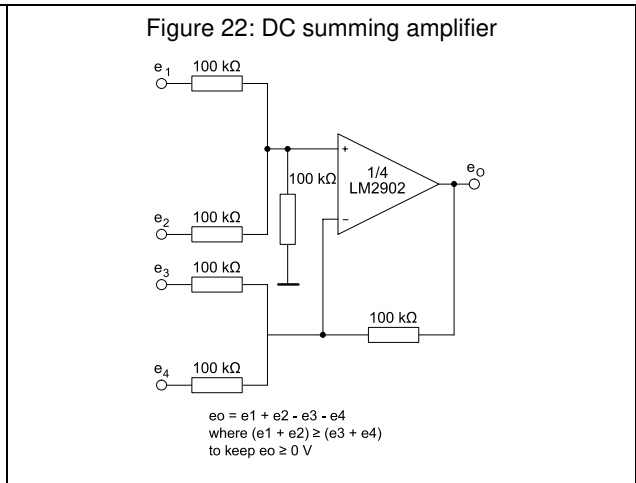 Figure 22: DC summing amplifier
e1 100 kΩ
+
1/4
LM2902
eO
100 kΩ
e2 100 kΩ
−
e3 100 kΩ
100 kΩ
e4 100 kΩ
eo = e1 + e2 - e3 - e4
where (e1 + e2) ≥ (e3 + e4)
to keep eo ≥ 0 V